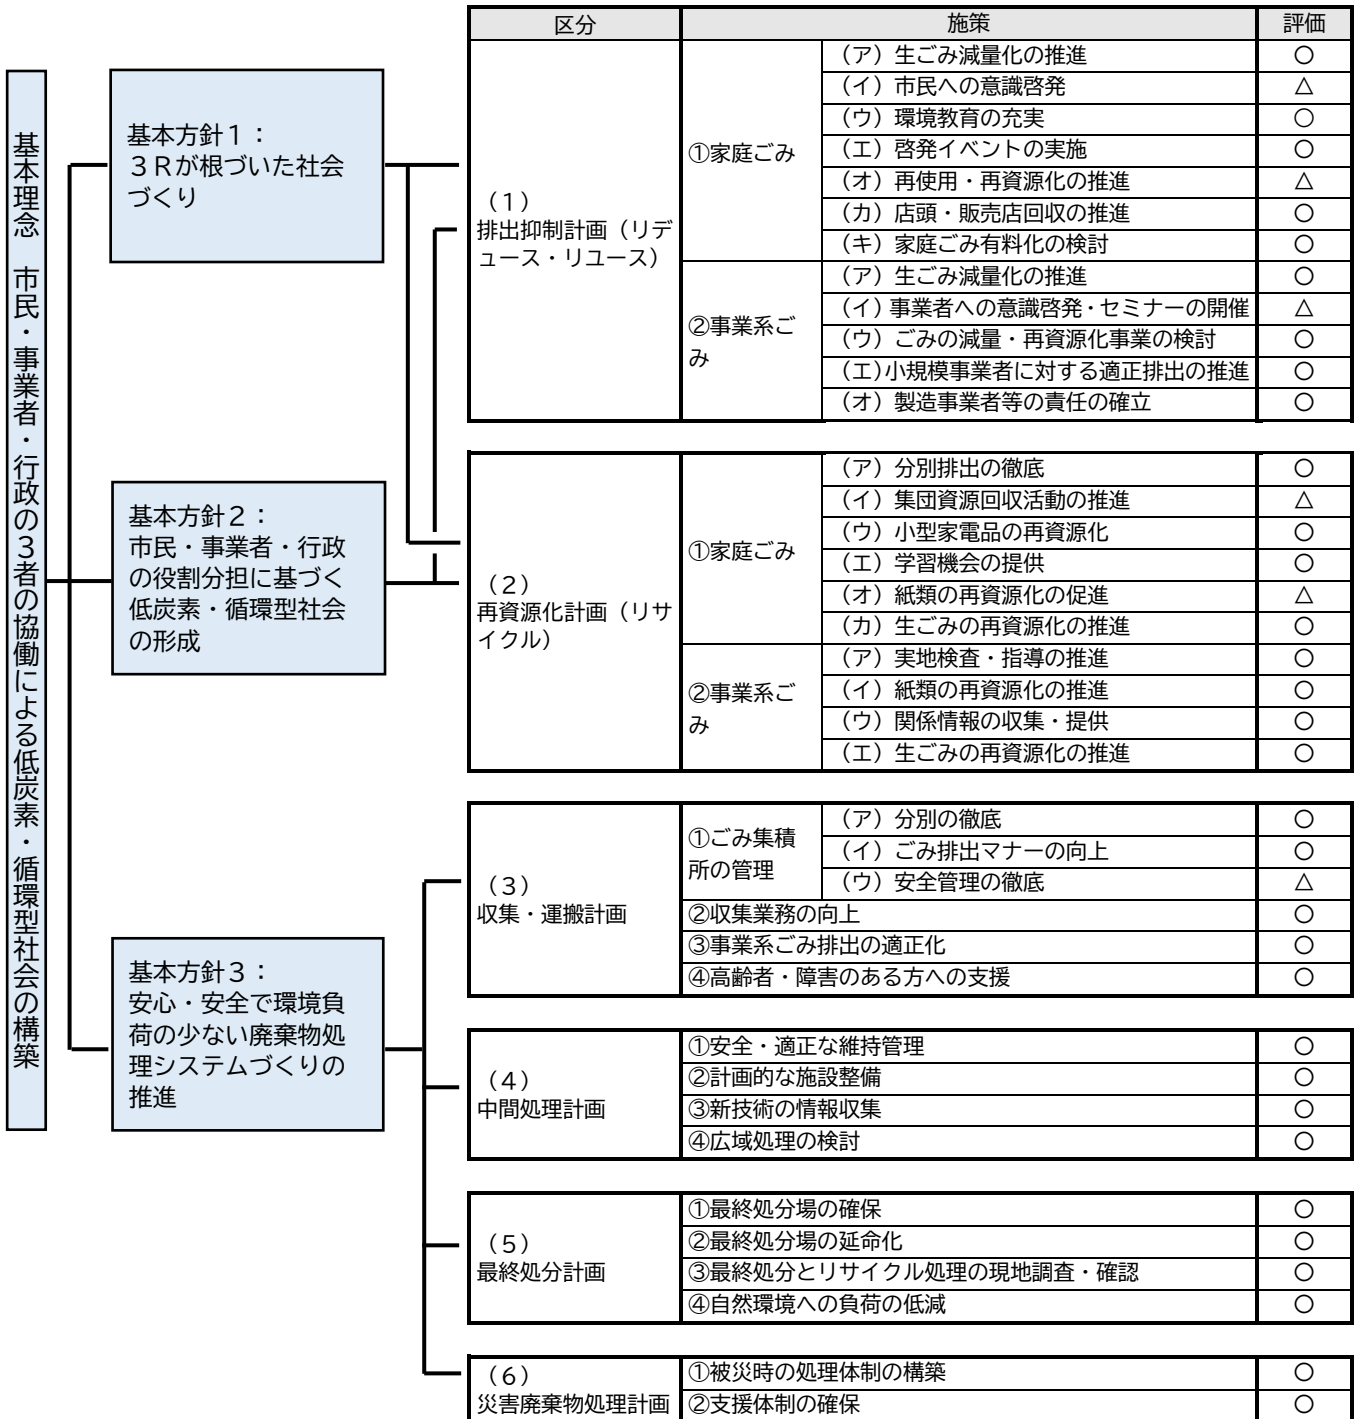 基本理念　市民・事業者・行政の３者の協働による低炭素・循環型社会の構築
基本方針１：
３Ｒが根づいた社会
づくり
基本方針２：
市民・事業者・行政
の役割分担に基づく
低炭素・循環型社会
の形成
基本方針３：
安心・安全で環境負
荷の少ない廃棄物処
理システムづくりの
推進
区分 施策 評価
（１）
排出抑制計画（リデ
ュース・リユース）
①家庭ごみ
（ア）生ごみ減量化の推進 〇
（イ）市民への意識啓発 △
（ウ）環境教育の充実 〇
（エ）啓発イベントの実施 〇
（オ）再使用・再資源化の推進 △
（カ）店頭・販売店回収の推進 〇
（キ）家庭ごみ有料化の検討 〇
②事業系ご
み
（ア）生ごみ減量化の推進 〇
（イ）事業者への意識啓発・セミナーの開催 △
（ウ）ごみの減量・再資源化事業の検討 〇
（エ）小規模事業者に対する適正排出の推進 〇
（オ）製造事業者等の責任の確立 〇
（２）
再資源化計画（リサ
イクル）
①家庭ごみ
（ア）分別排出の徹底 〇
（イ）集団資源回収活動の推進 △
（ウ）小型家電品の再資源化 〇
（エ）学習機会の提供 〇
（オ）紙類の再資源化の促進 △
（カ）生ごみの再資源化の推進 〇
②事業系ご
み
（ア）実地検査・指導の推進 〇
（イ）紙類の再資源化の推進 〇
（ウ）関係情報の収集・提供 〇
（エ）生ごみの再資源化の推進 〇
（３）
収集・運搬計画
①ごみ集積
所の管理
（ア）分別の徹底 〇
（イ）ごみ排出マナーの向上 〇
（ウ）安全管理の徹底 △
②収集業務の向上 〇
③事業系ごみ排出の適正化 〇
④高齢者・障害のある方への支援 〇
（４）
中間処理計画
①安全・適正な維持管理 〇
②計画的な施設整備 〇
③新技術の情報収集 〇
④広域処理の検討 〇
（５）
最終処分計画
①最終処分場の確保 〇
②最終処分場の延命化 〇
③最終処分とリサイクル処理の現地調査・確認 〇
④自然環境への負荷の低減 〇
（６）
災害廃棄物処理計画
①被災時の処理体制の構築 〇
②支援体制の確保 〇